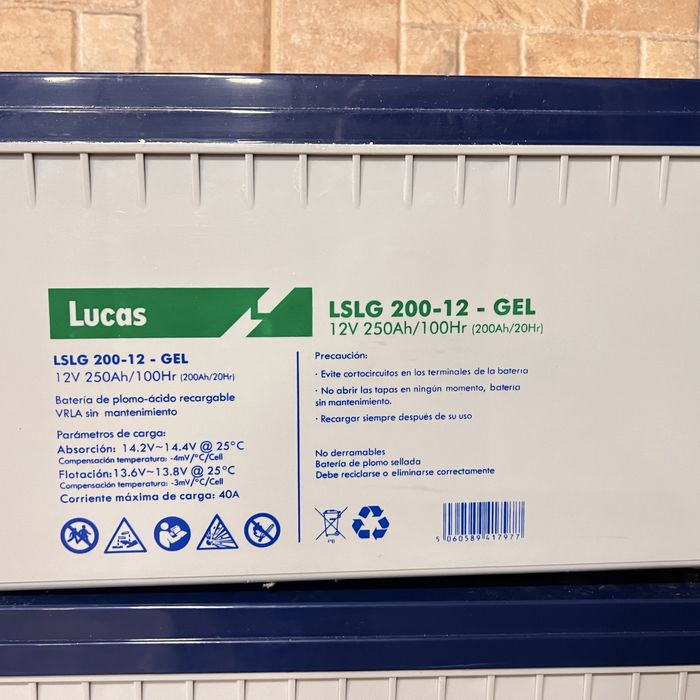 Lucas
LSLG 200-12 - GEL
12V 250Ah/100Hr (200Ah/20Hr)
LSLG 200-12 - GEL
12V 250Ah/100Hr (200Ah/20Hr)
Batería de plomo-ácido recargable
VRLA sin mantenimiento
Parámetros de carga:
Absorción: 14.2V~14.4V @ 25°C
Compensación temperatura: -4mV/°C/Cell
Flotación: 13.6V~13.8V @ 25°C
Compensación temperatura: -3mV/°C/Cell
Corriente máxima de carga: 40A
Precaución:
· Evite cortocircuitos en los terminales de la batería
· No abrir las tapas en ningún momento, batería
sin mantenimiento.
· Recargar siempre después de su uso
No derramables
Batería de plomo sellada
Debe reciclarse o eliminarse correctamente
PB
5 060589 417977